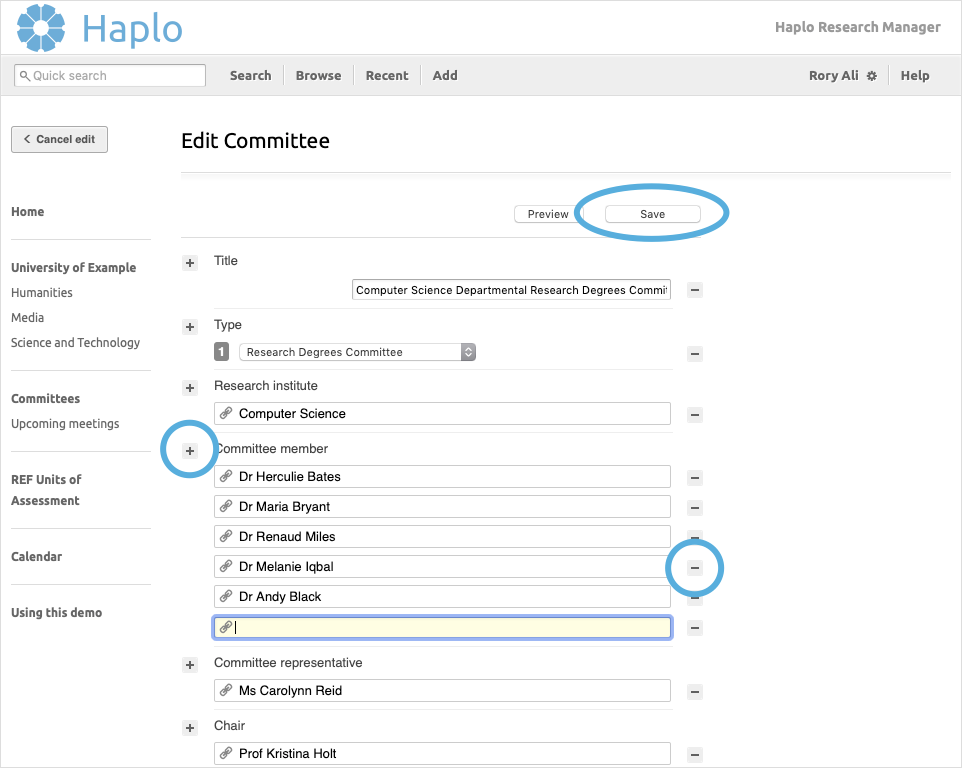 Haplo
Haplo Research Manager
Quick search
Search
Browse
Recent
Add
Rory Ali
Help
Cancel edit
Edit Committee
Home
University of Example
Humanities
Media
Science and Technology
Committees
Upcoming meetings
REF Units of
Assessment
Calendar
Using this demo
Preview
Save
+ Title
Computer Science Departmental Research Degrees Commit −
+ Type
1 Research Degrees Committee −
+ Research institute
Computer Science −
+ Committee member
Dr Herculie Bates −
Dr Maria Bryant −
Dr Renaud Miles −
Dr Melanie Iqbal −
Dr Andy Black −
−
+ Committee representative
Ms Carolynn Reid −
+ Chair
Prof Kristina Holt −